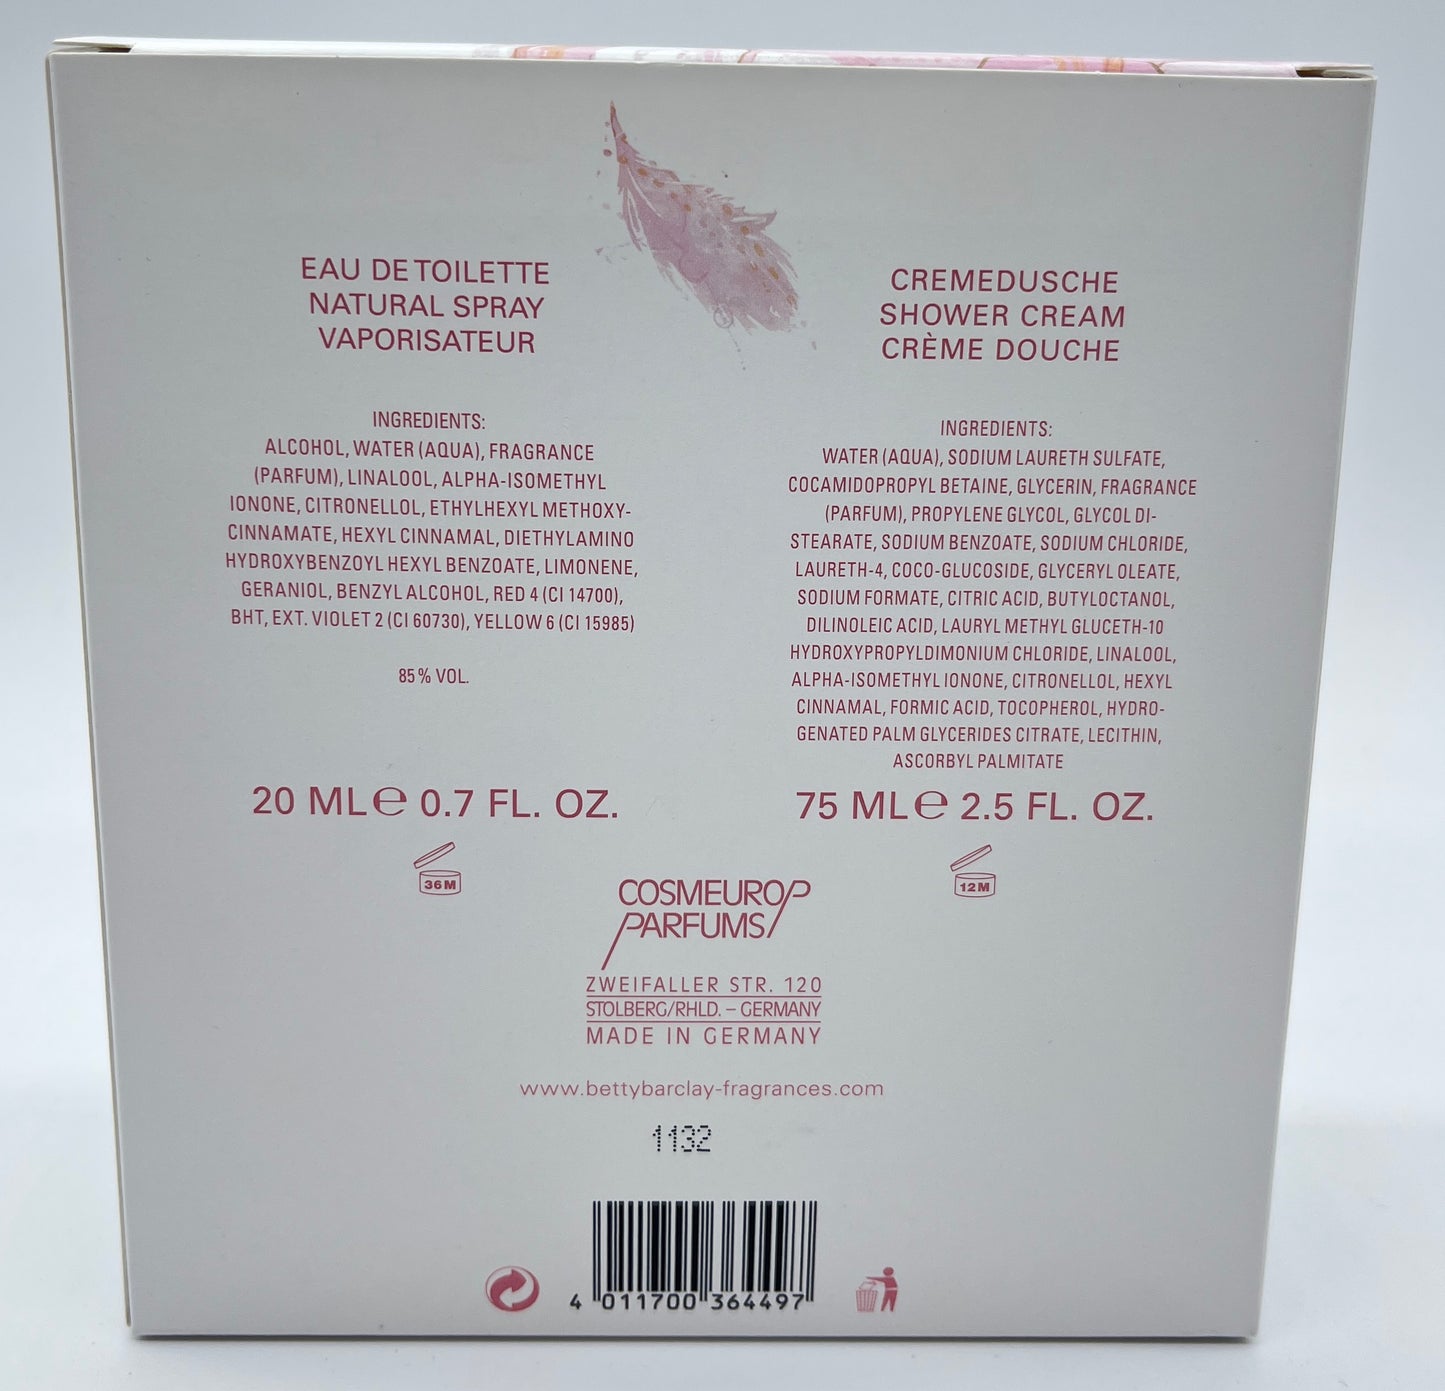 EAU DE TOILETTE
NATURAL SPRAY
VAPORISATEUR
INGREDIENTS:
ALCOHOL, WATER (AQUA), FRAGRANCE
(PARFUM), LINALOOL, ALPHA-ISOMETHYL
IONONE, CITRONELLOL, ETHYLHEXYL METHOXY-
CINNAMATE, HEXYL CINNAMAL, DIETHYLAMINO
HYDROXYBENZOYL HEXYL BENZOATE, LIMONENE,
GERANIOL, BENZYL ALCOHOL, RED 4 (CI 14700),
BHT, EXT. VIOLET 2 (CI 60730), YELLOW 6 (CI 15985)
85 % VOL.
20 ML ℮ 0.7 FL. OZ.
36 M
CREMEDUSCHE
SHOWER CREAM
CRÈME DOUCHE
INGREDIENTS:
WATER (AQUA), SODIUM LAURETH SULFATE,
COCAMIDOPROPYL BETAINE, GLYCERIN, FRAGRANCE
(PARFUM), PROPYLENE GLYCOL, GLYCOL DI-
STEARATE, SODIUM BENZOATE, SODIUM CHLORIDE,
LAURETH-4, COCO-GLUCOSIDE, GLYCERYL OLEATE,
SODIUM FORMATE, CITRIC ACID, BUTYLOCTANOL,
DILINOLEIC ACID, LAURYL METHYL GLUCETH-10
HYDROXYPROPYLDIMONIUM CHLORIDE, LINALOOL,
ALPHA-ISOMETHYL IONONE, CITRONELLOL, HEXYL
CINNAMAL, FORMIC ACID, TOCOPHEROL, HYDRO-
GENATED PALM GLYCERIDES CITRATE, LECITHIN,
ASCORBYL PALMITATE
75 ML ℮ 2.5 FL. OZ.
12 M
COSMEUROP
PARFUMS
ZWEIFALLER STR. 120
STOLBERG/RHLD. – GERMANY
MADE IN GERMANY
www.bettybarclay-fragrances.com
1132
4 011700 364497